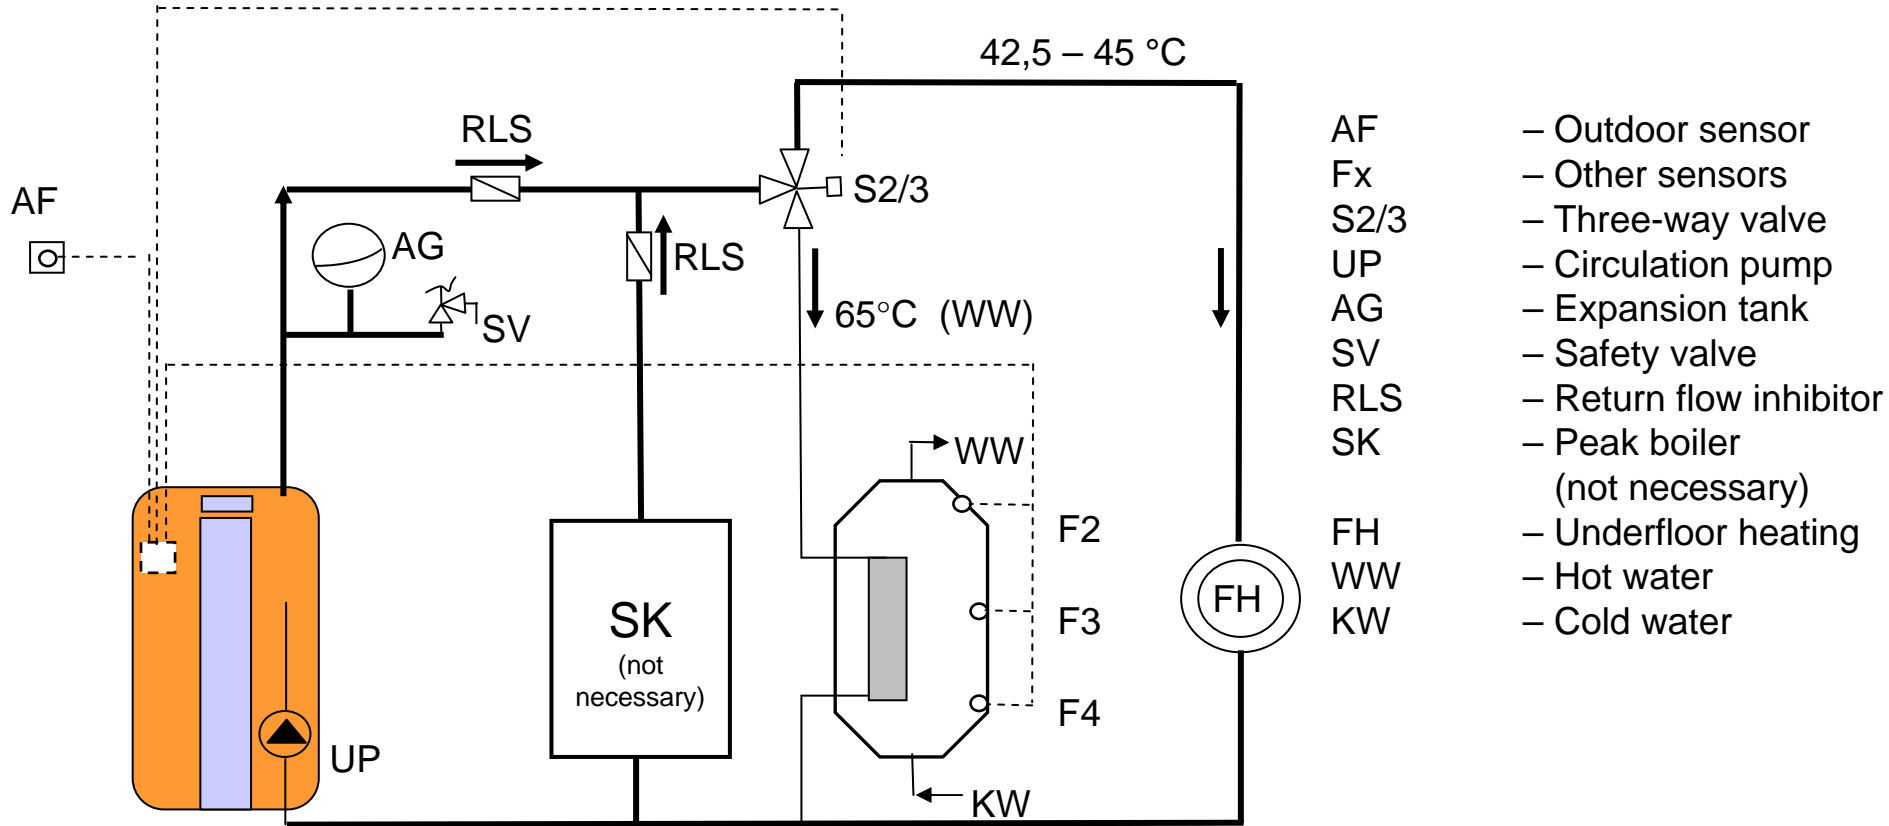 42,5 – 45 °C
RLS
S2/3
AF
AG
RLS
SV
65°C (WW)
WW
F2
SK
(not
necessary)
F3
FH
F4
UP
KW
AF – Outdoor sensor
Fx – Other sensors
S2/3 – Three-way valve
UP – Circulation pump
AG – Expansion tank
SV – Safety valve
RLS – Return flow inhibitor
SK – Peak boiler
(not necessary)
FH – Underfloor heating
WW – Hot water
KW – Cold water